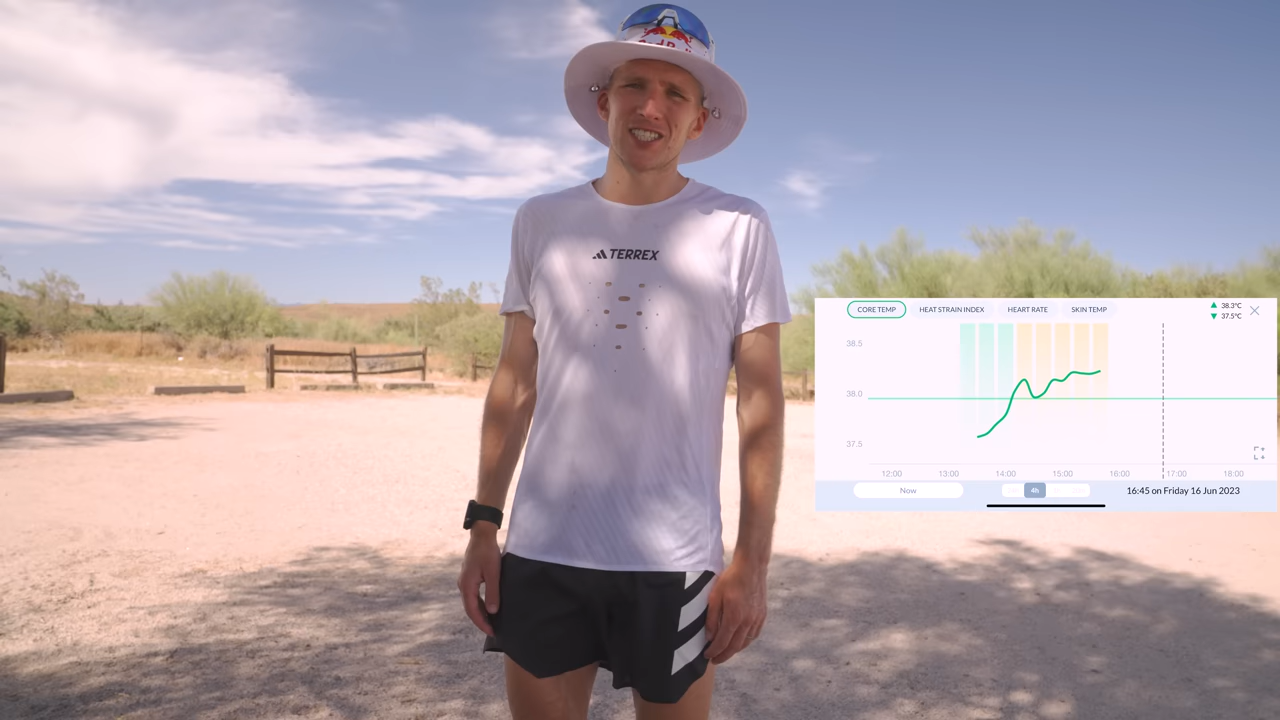 Red Bull
TERREX
CORE TEMP
HEAT STRAIN INDEX
HEART RATE
SKIN TEMP
▲ 38.3°C
▼ 37.5°C
38.5
38.0
37.5
12:00 13:00 14:00 15:00 16:00 17:00 18:00
Now
4h
16:45 on Friday 16 Jun 2023